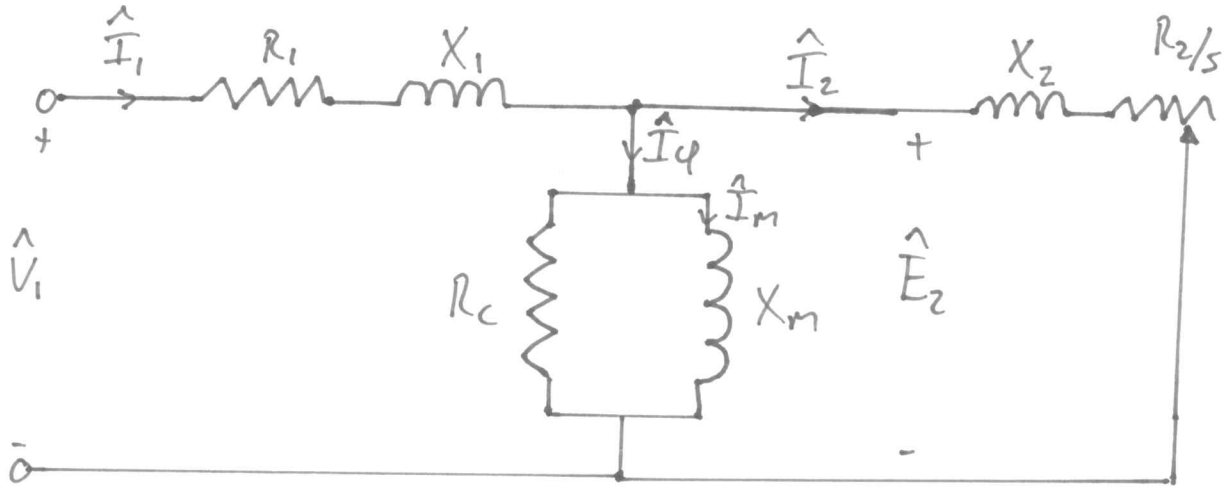 Î₁ R₁ X₁ Î₂ X₂ R₂/s
+ Îφ +
Îm
V̂₁ Rc Xm Ê₂
- -